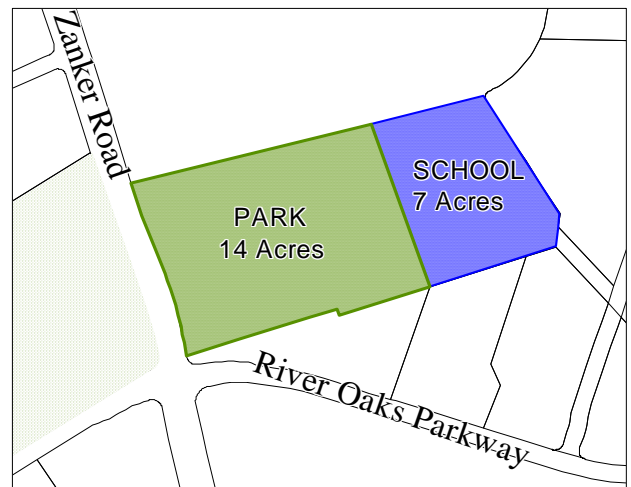 Zanker Road
SCHOOL
7 Acres
PARK
14 Acres
River Oaks Parkway